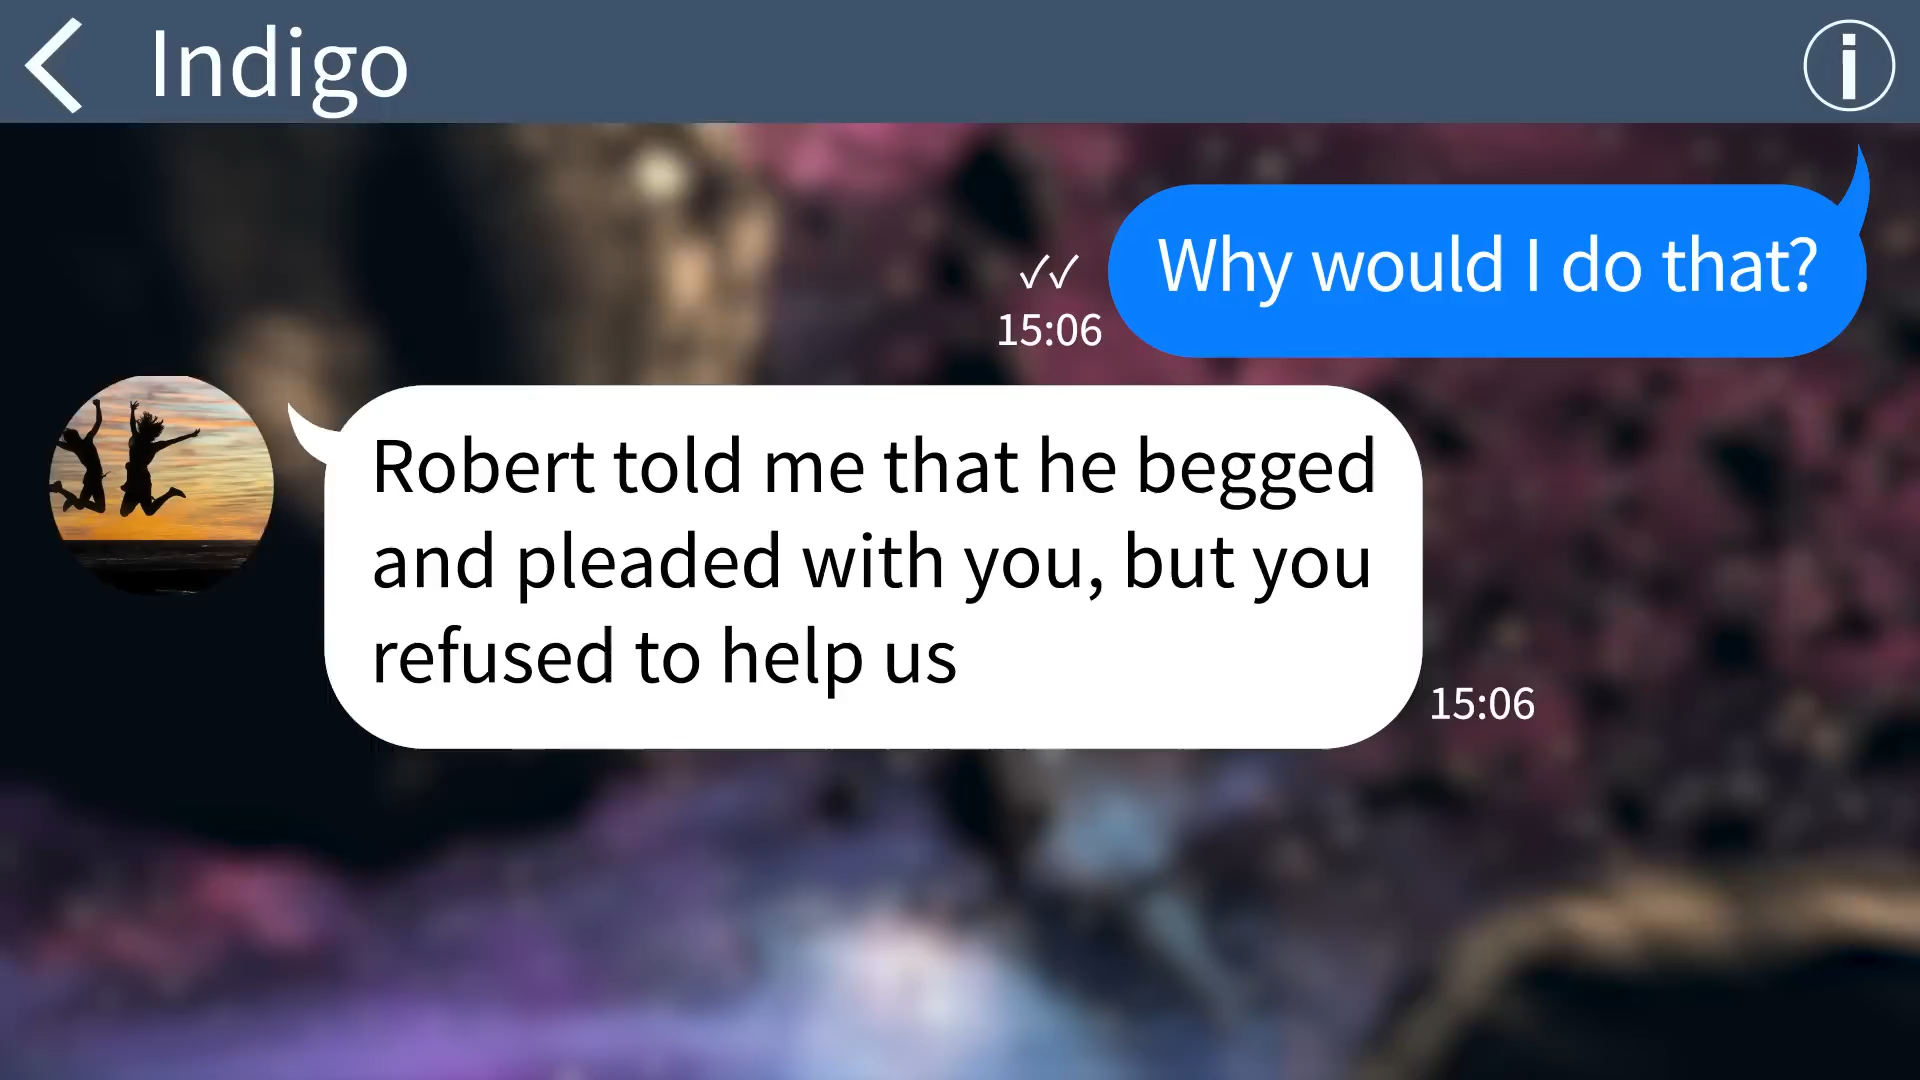 Indigo
Why would I do that?
✓✓
15:06
Robert told me that he begged
and pleaded with you, but you
refused to help us
15:06